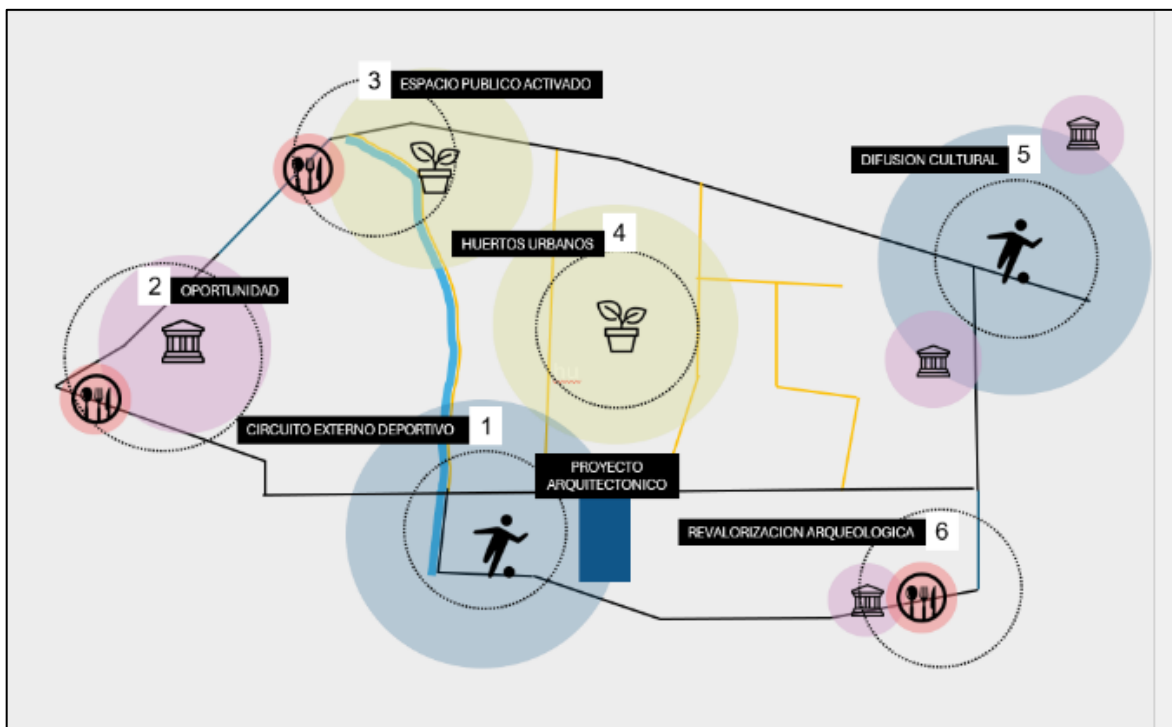 3
ESPACIO PUBLICO ACTIVADO
DIFUSION CULTURAL
5
HUERTOS URBANOS
4
2
OPORTUNIDAD
CIRCUITO EXTERNO DEPORTIVO
1
PROYECTO
ARQUITECTONICO
REVALORIZACION ARQUEOLOGICA
6